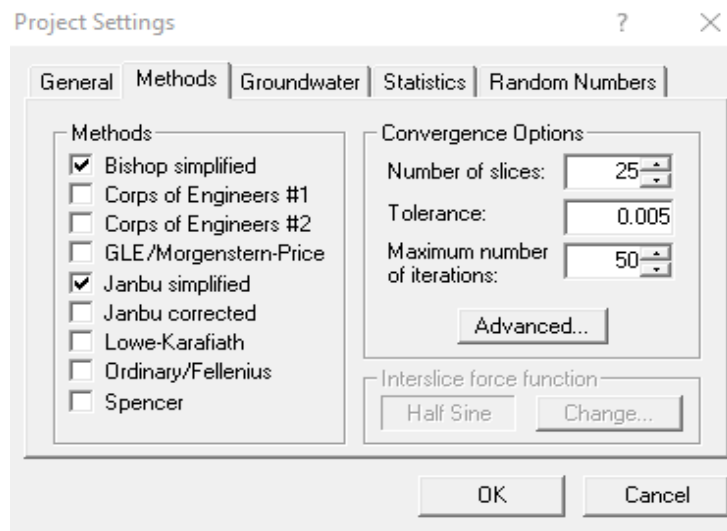 Project Settings
?
General
Methods
Groundwater
Statistics
Random Numbers
Methods
Bishop simplified
Corps of Engineers #1
Corps of Engineers #2
GLE/Morgenstern-Price
Janbu simplified
Janbu corrected
Lowe-Karafiath
Ordinary/Fellenius
Spencer
Convergence Options
Number of slices:
25
Tolerance:
0.005
Maximum number
of iterations:
50
Advanced...
Interslice force function
Half Sine
Change...
OK
Cancel